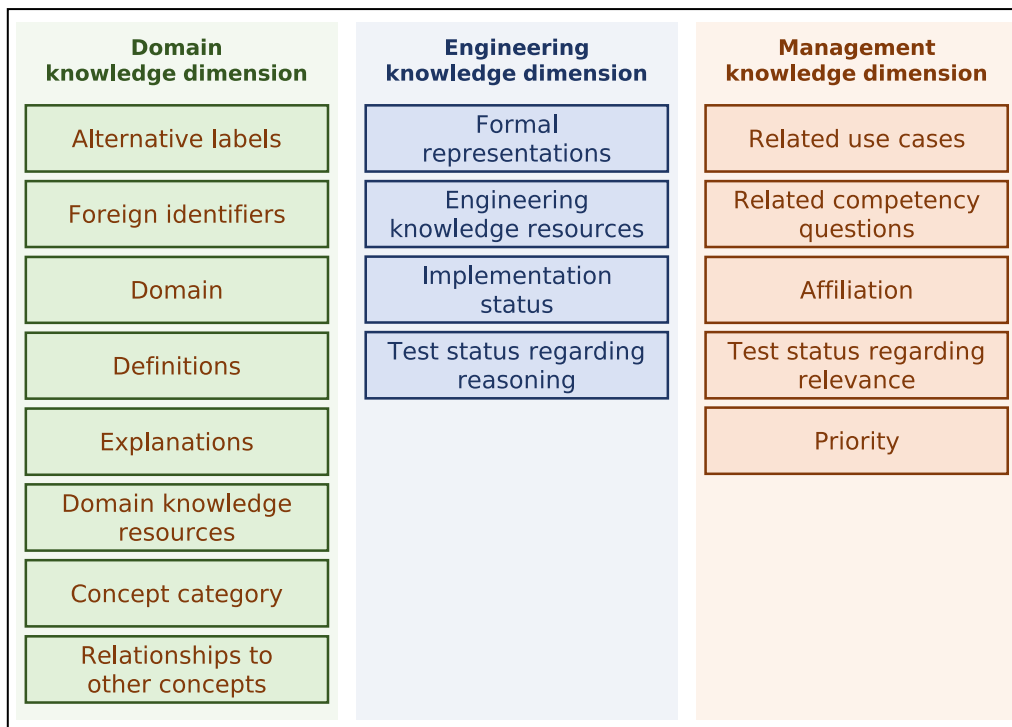 Domain
knowledge dimension
Alternative labels
Foreign identifiers
Domain
Definitions
Explanations
Domain knowledge
resources
Concept category
Relationships to
other concepts
Engineering
knowledge dimension
Formal
representations
Engineering
knowledge resources
Implementation
status
Test status regarding
reasoning
Management
knowledge dimension
Related use cases
Related competency
questions
Affiliation
Test status regarding
relevance
Priority